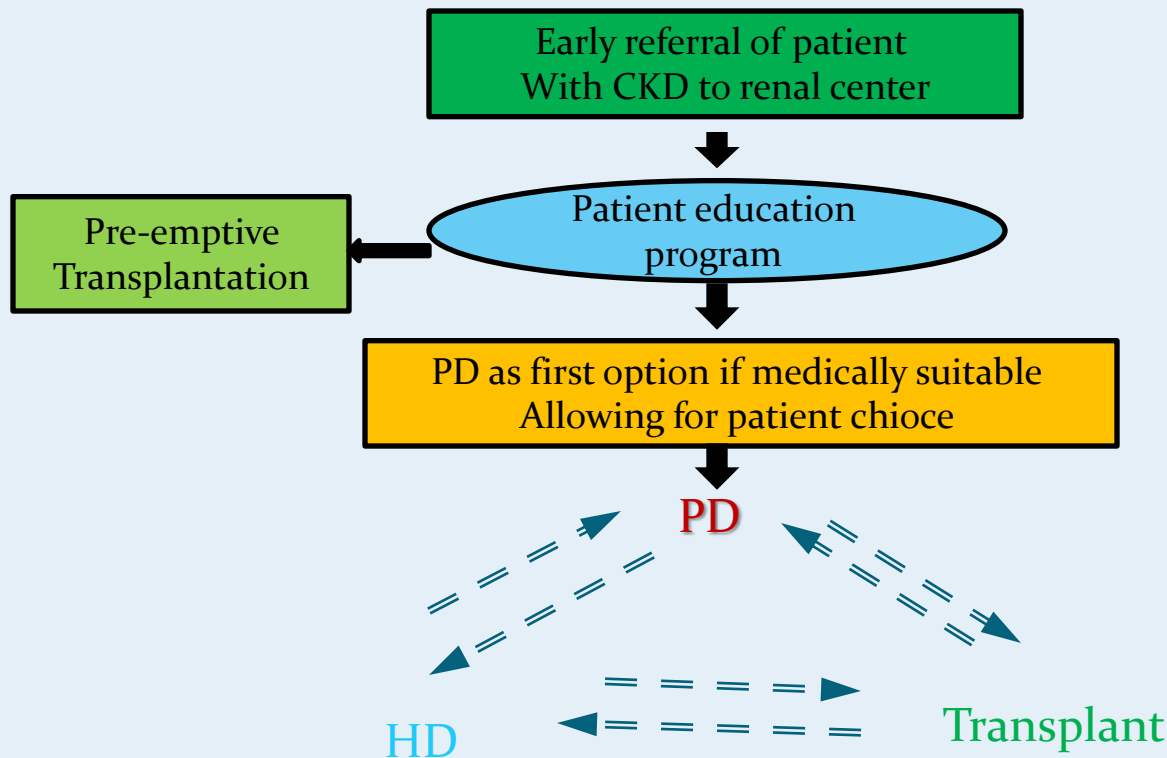 Early referral of patient
With CKD to renal center
Patient education
program
Pre-emptive
Transplantation
PD as first option if medically suitable
Allowing for patient chioce
PD
HD
Transplant